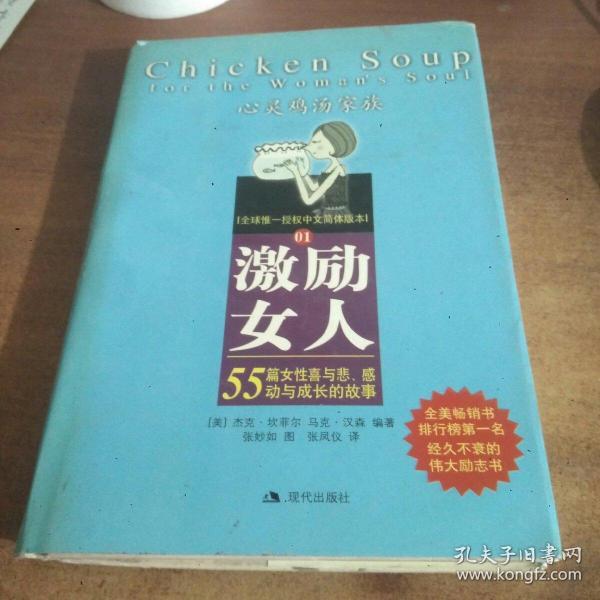 Chicken Soup
for the Woman's Soul
心灵鸡汤家族
[全球惟一授权中文简体版本]
01
激励
女人
55篇女性喜与悲、感
动与成长的故事
[美] 杰克·坎菲尔 马克·汉森 编著
张妙如 图 张凤仪 译
全美畅销书
排行榜第一名
经久不衰的
伟大励志书
现代出版社
孔夫子旧书网
www.kongfz.com